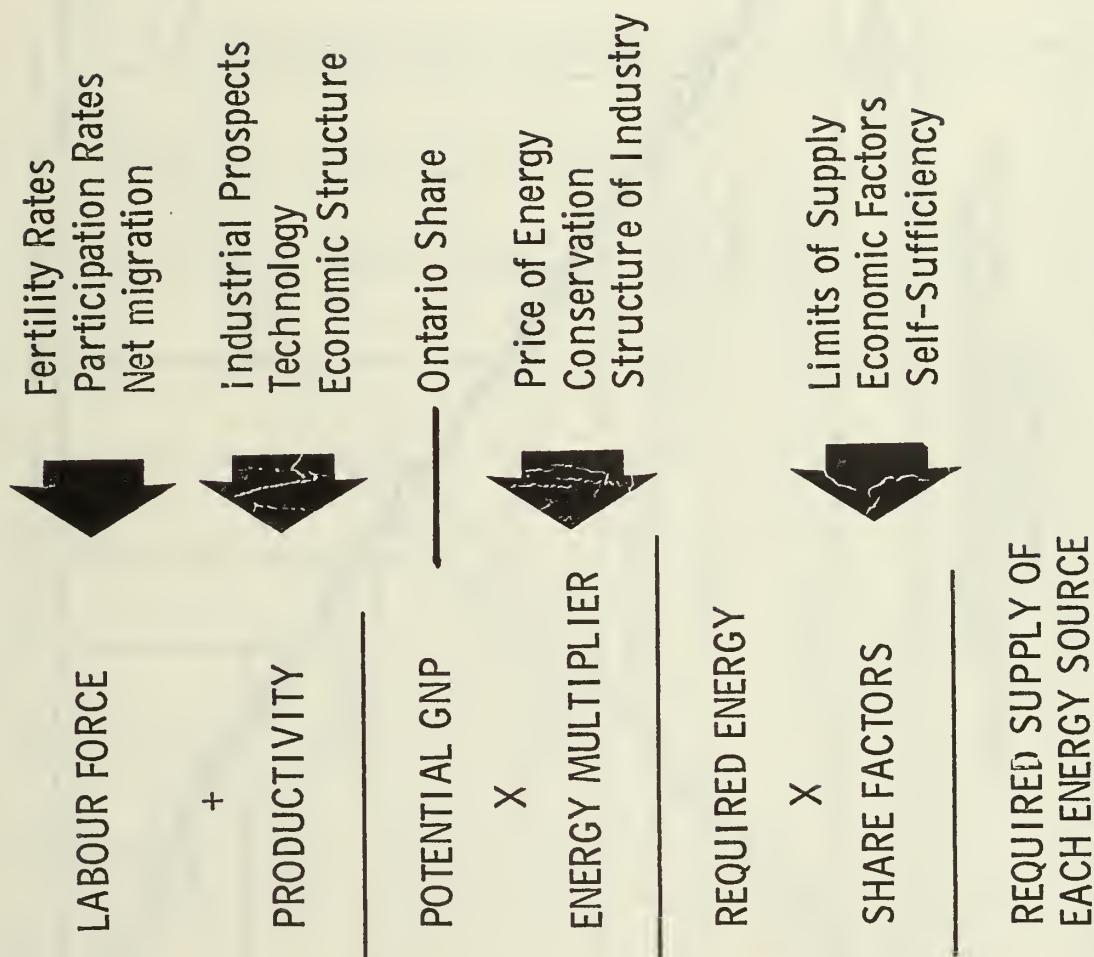 LABOUR FORCE
Fertility Rates
Participation Rates
Net migration
+
PRODUCTIVITY
Industrial Prospects
Technology
Economic Structure
POTENTIAL GNP
Ontario Share
X
ENERGY MULTIPLIER
Price of Energy
Conservation
Structure of Industry
REQUIRED ENERGY
X
SHARE FACTORS
Limits of Supply
Economic Factors
Self-Sufficiency
REQUIRED SUPPLY OF
EACH ENERGY SOURCE